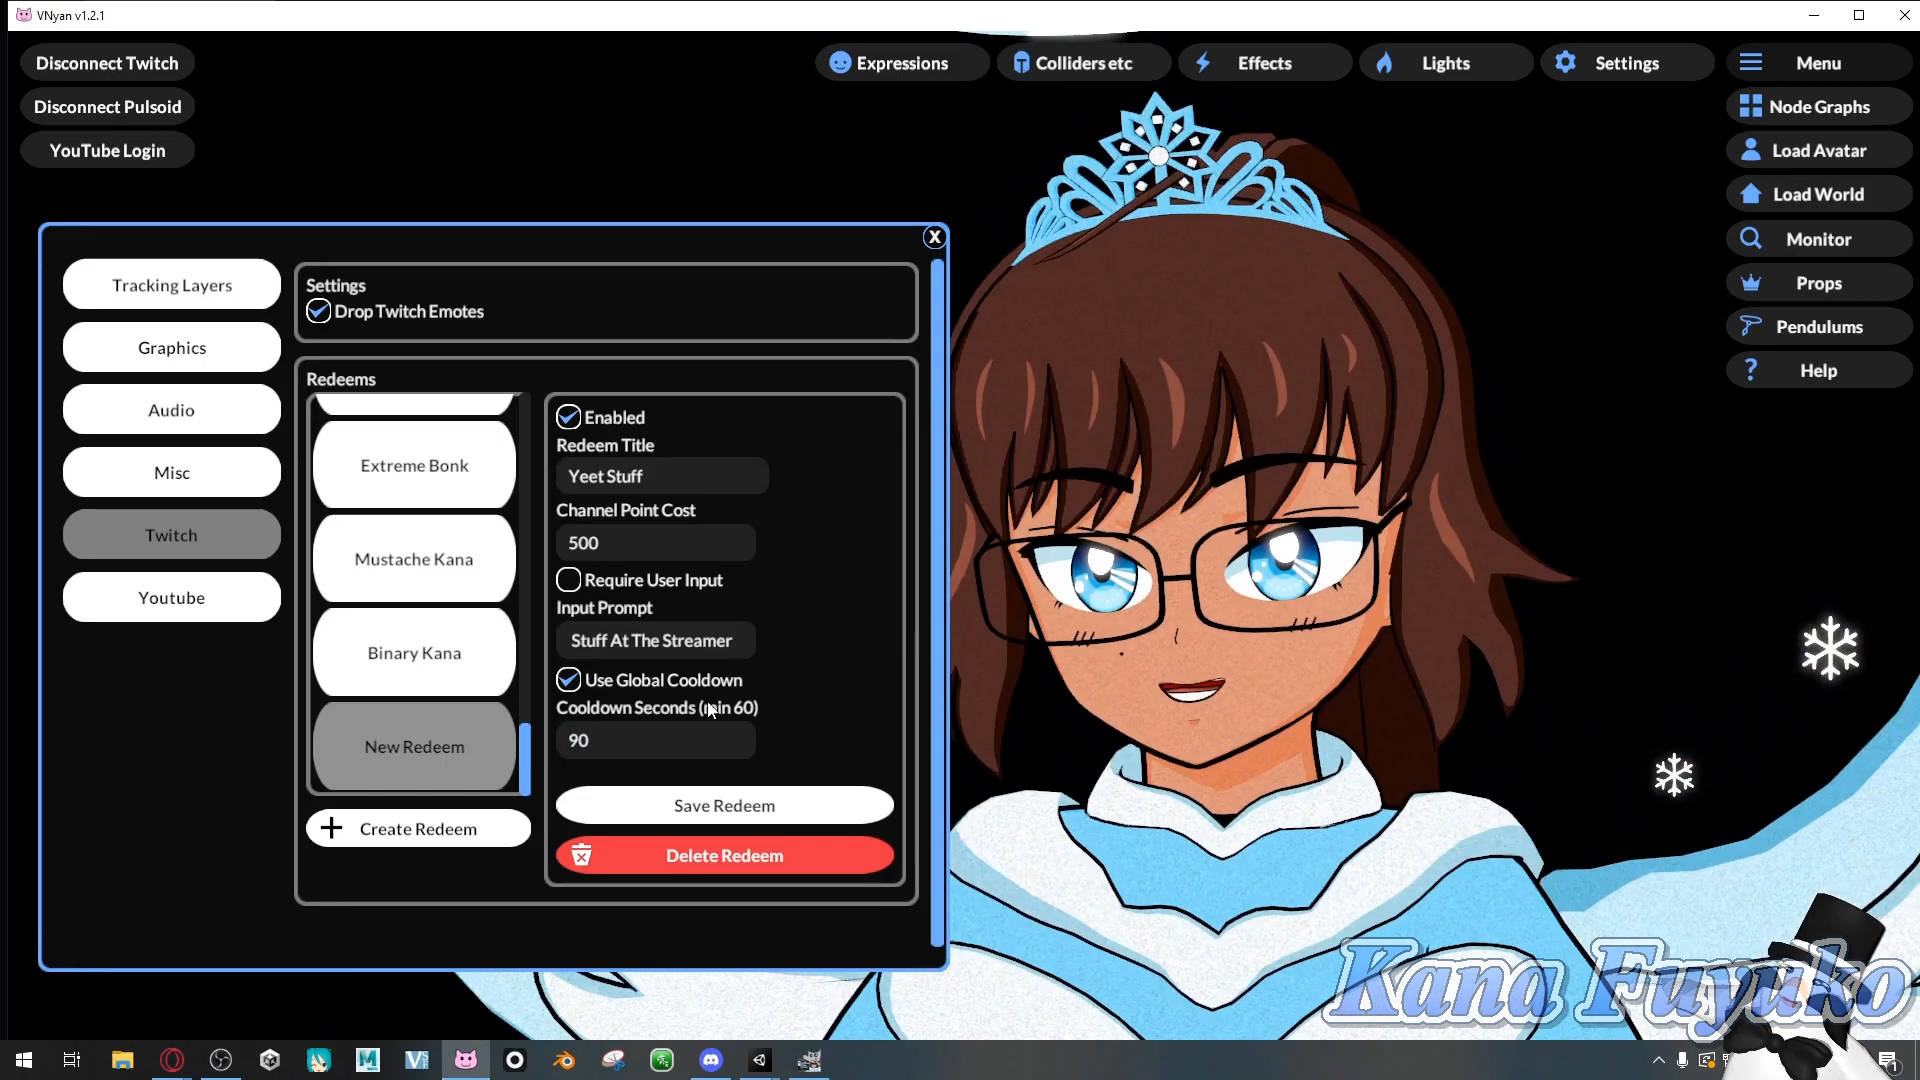 VNyan v1.2.1
Disconnect Twitch
Disconnect Pulsoid
YouTube Login
Expressions
Colliders etc
Effects
Lights
Settings
Menu
Node Graphs
Load Avatar
Load World
Monitor
Props
Pendulums
Help
X
Tracking Layers
Graphics
Audio
Misc
Twitch
Youtube
Settings
Drop Twitch Emotes
Redeems
Extreme Bonk
Mustache Kana
Binary Kana
New Redeem
Create Redeem
Enabled
Redeem Title
Yeet Stuff
Channel Point Cost
500
Require User Input
Input Prompt
Stuff At The Streamer
Use Global Cooldown
Cooldown Seconds (min 60)
90
Save Redeem
Delete Redeem
Kana Fuyuko